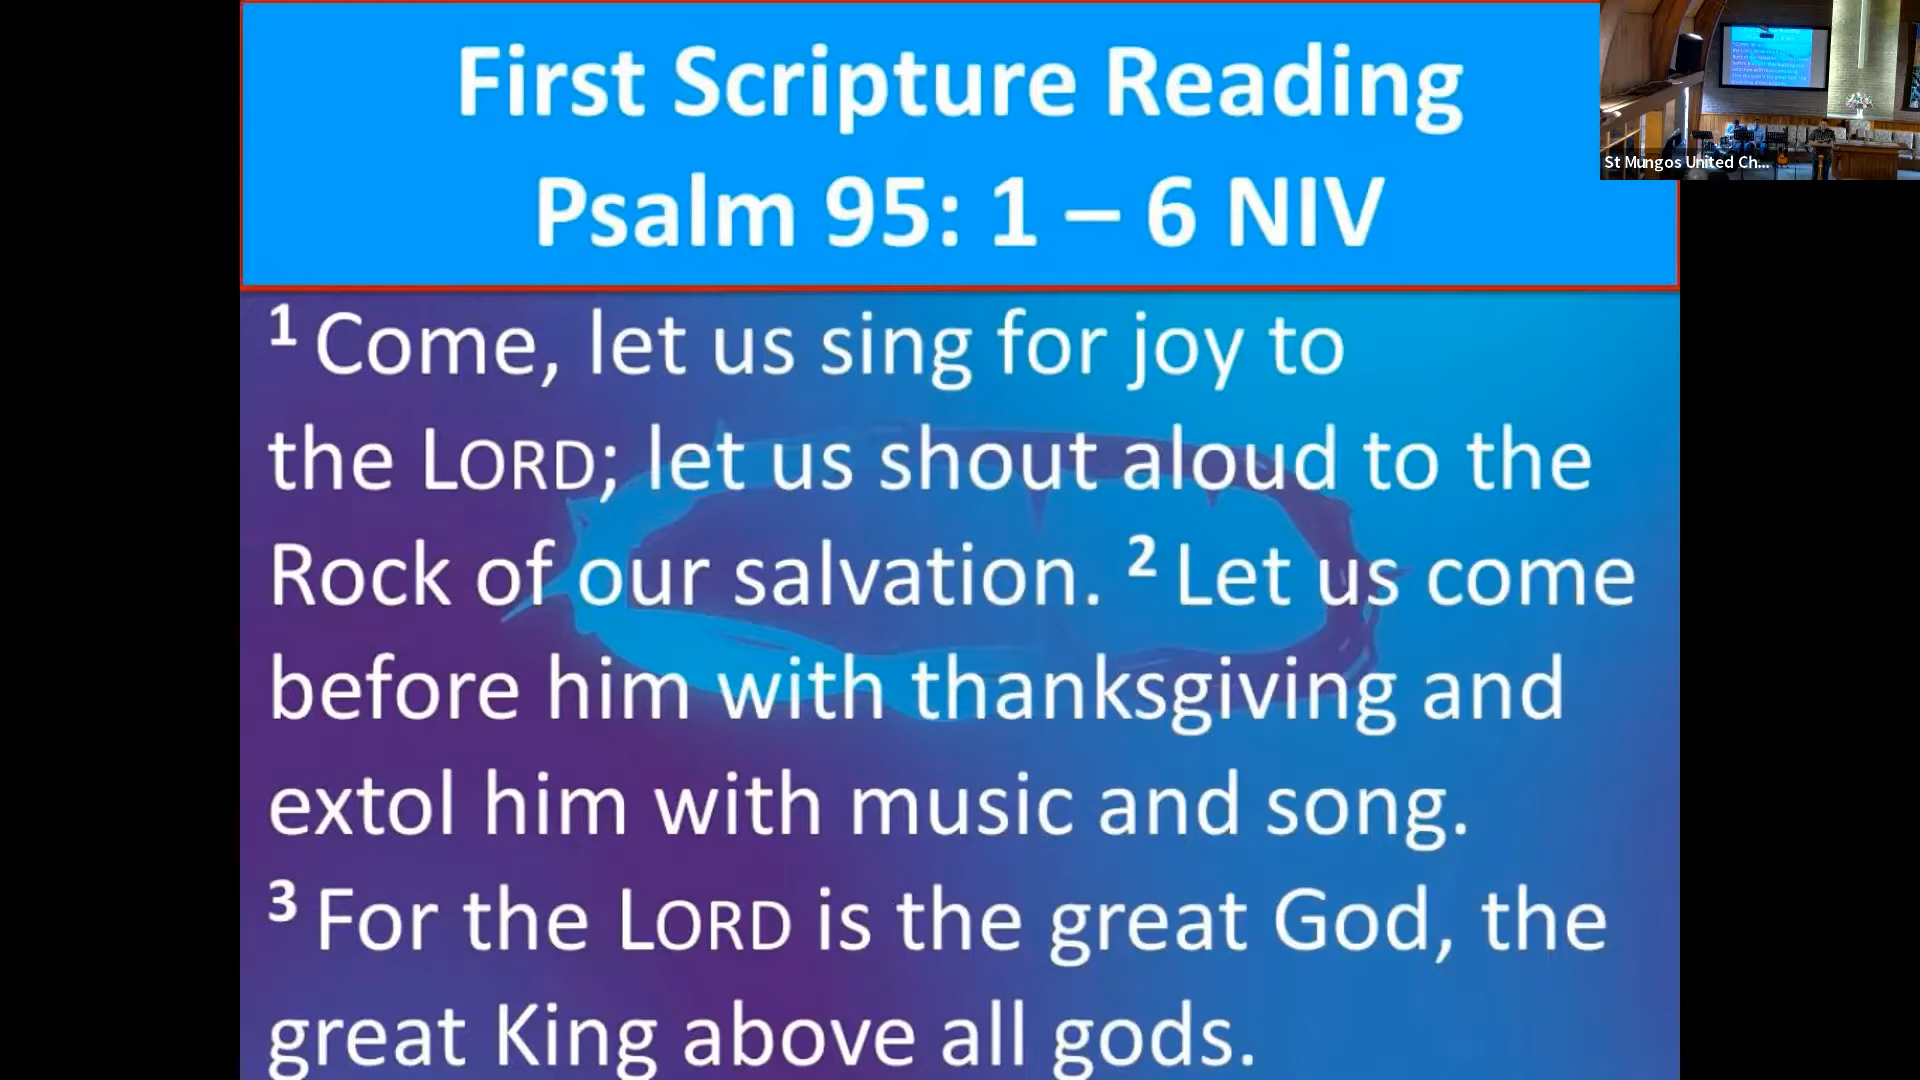 First Scripture Reading
Psalm 95: 1 – 6 NIV
St Mungos United Ch...
1 Come, let us sing for joy to
the LORD; let us shout aloud to the
Rock of our salvation. 2 Let us come
before him with thanksgiving and
extol him with music and song.
3 For the LORD is the great God, the
great King above all gods.